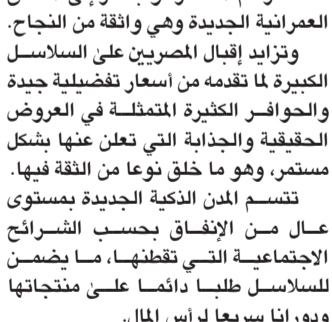 العمرانية الجديدة وهي واثقة من النجاح.
وتزايد إقبال المصريين على السلاسل
الكبيرة لما تقدمه من أسعار تفضيلية جيدة
والحوافر الكثيرة المتمثلة في العروض
الحقيقية والجذابة التي تعلن عنها بشكل
مستمر، وهو ما خلق نوعا من الثقة فيها.
تتسم المدن الذكية الجديدة بمستوى
عال من الإنفاق بحسب الشرائح
الاجتماعية التي تقطنها، ما يضمن
للسلاسل طلبا دائما على منتجاتها
ودورانا سريعا لرأس المال.